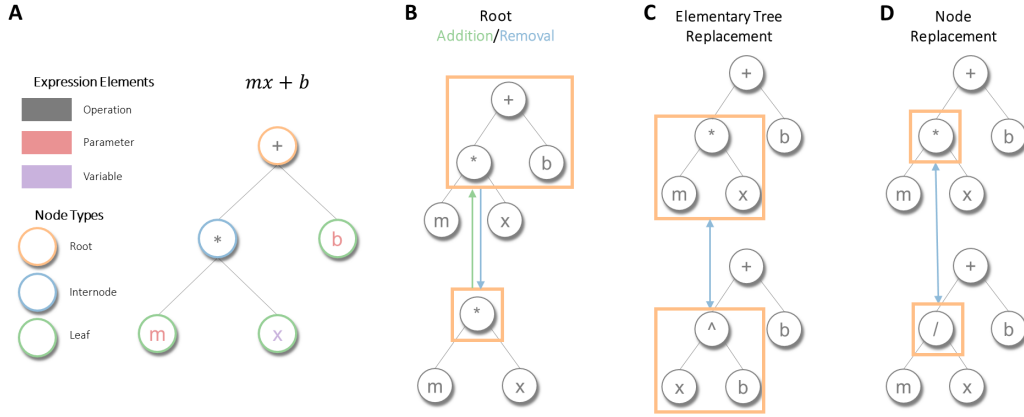 A
Expression Elements
Operation
Parameter
Variable
Node Types
Root
Internode
Leaf
mx + b
+
*
b
m
x
B
Root
Addition/Removal
+
*
b
m
x
*
m
x
C
Elementary Tree
Replacement
+
*
b
m
x
+
^
b
x
b
D
Node
Replacement
+
*
b
m
x
+
/
b
m
x